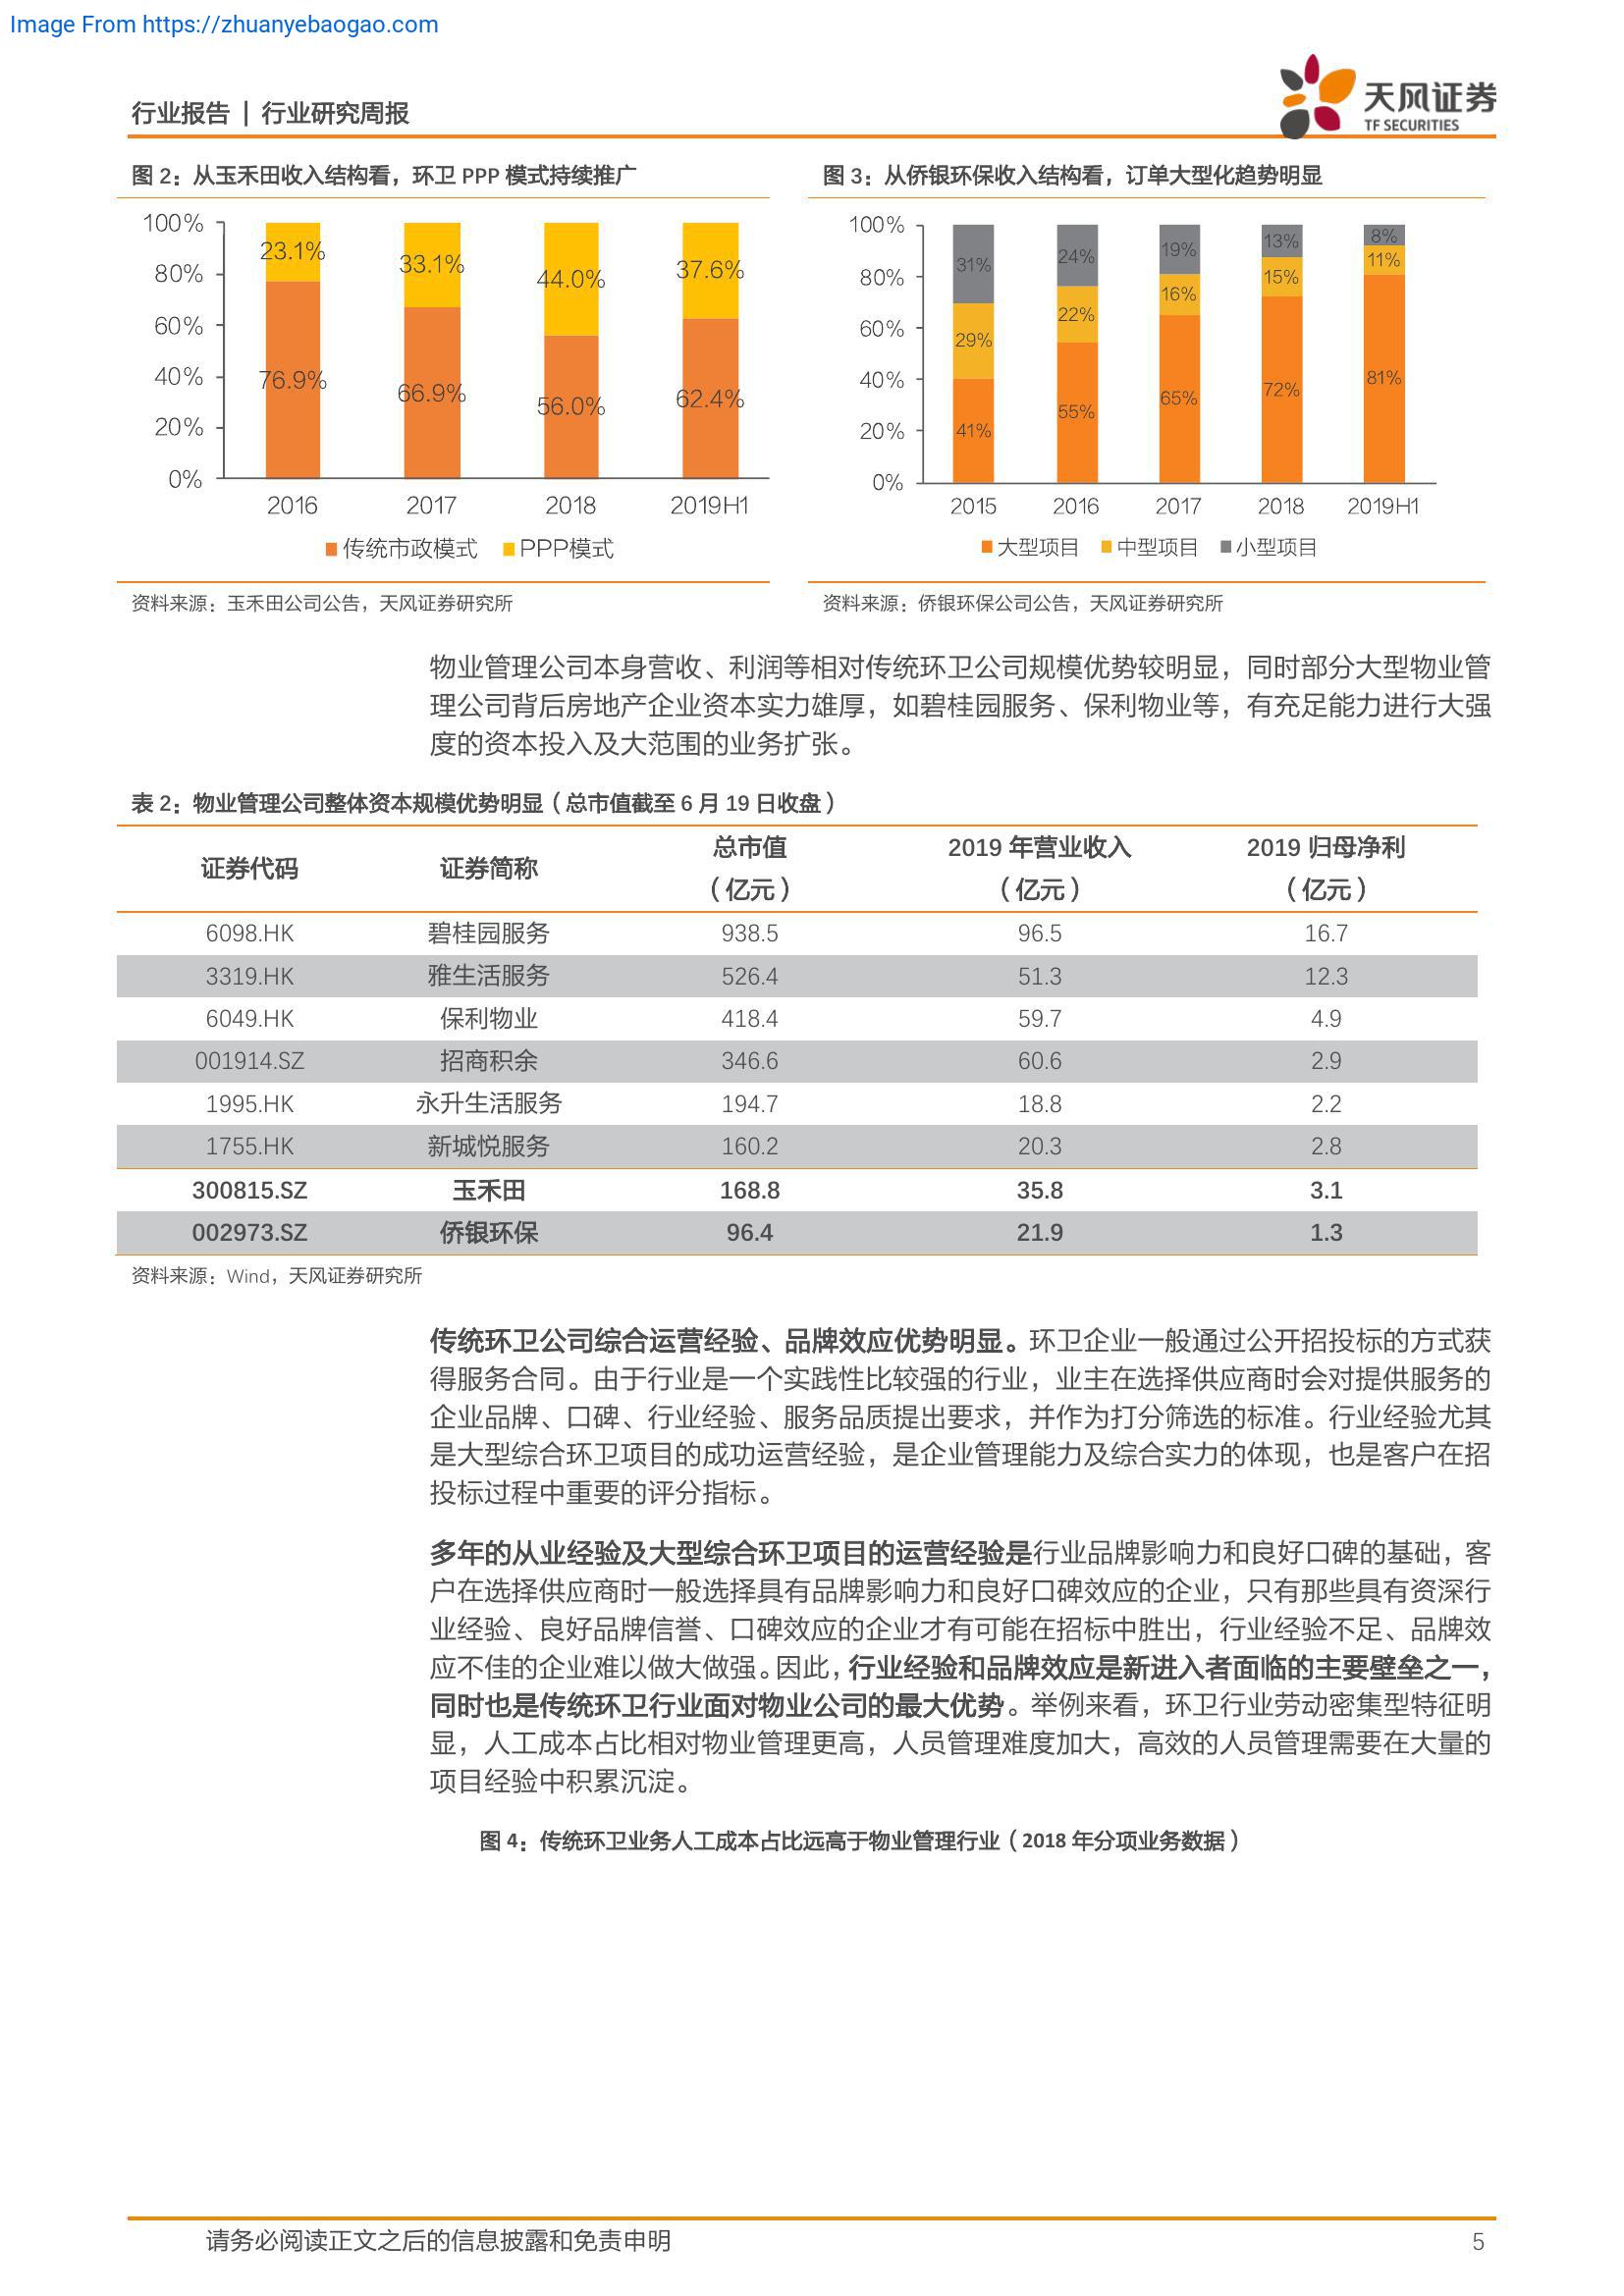 Image From https://zhuanyebaogao.com
天风证券
TF SECURITIES
行业报告 | 行业研究周报
图 2：从玉禾田收入结构看，环卫 PPP 模式持续推广
100%
80%
60%
40%
20%
0%
23.1%
33.1%
44.0%
37.6%
76.9%
66.9%
56.0%
62.4%
2016 2017 2018 2019H1
传统市政模式 PPP模式
资料来源：玉禾田公司公告，天风证券研究所
图 3：从侨银环保收入结构看，订单大型化趋势明显
100%
80%
60%
40%
20%
0%
31% 24% 19% 13% 8%
29% 22% 16% 15% 11%
41% 55% 65% 72% 81%
2015 2016 2017 2018 2019H1
大型项目 中型项目 小型项目
资料来源：侨银环保公司公告，天风证券研究所
物业管理公司本身营收、利润等相对传统环卫公司规模优势较明显，同时部分大型物业管
理公司背后房地产企业资本实力雄厚，如碧桂园服务、保利物业等，有充足能力进行大强
度的资本投入及大范围的业务扩张。
表 2：物业管理公司整体资本规模优势明显（总市值截至 6 月 19 日收盘）
证券代码 证券简称 总市值（亿元） 2019 年营业收入（亿元） 2019 归母净利（亿元）
6098.HK 碧桂园服务 938.5 96.5 16.7
3319.HK 雅生活服务 526.4 51.3 12.3
6049.HK 保利物业 418.4 59.7 4.9
001914.SZ 招商积余 346.6 60.6 2.9
1995.HK 永升生活服务 194.7 18.8 2.2
1755.HK 新城悦服务 160.2 20.3 2.8
300815.SZ 玉禾田 168.8 35.8 3.1
002973.SZ 侨银环保 96.4 21.9 1.3
资料来源：Wind，天风证券研究所
传统环卫公司综合运营经验、品牌效应优势明显。环卫企业一般通过公开招投标的方式获
得服务合同。由于行业是一个实践性比较强的行业，业主在选择供应商时会对提供服务的
企业品牌、口碑、行业经验、服务品质提出要求，并作为打分筛选的标准。行业经验尤其
是大型综合环卫项目的成功运营经验，是企业管理能力及综合实力的体现，也是客户在招
投标过程中重要的评分指标。
多年的从业经验及大型综合环卫项目的运营经验是行业品牌影响力和良好口碑的基础，客
户在选择供应商时一般选择具有品牌影响力和良好口碑效应的企业，只有那些具有资深行
业经验、良好品牌信誉、口碑效应的企业才有可能在招标中胜出，行业经验不足、品牌效
应不佳的企业难以做大做强。因此，行业经验和品牌效应是新进入者面临的主要壁垒之一，
同时也是传统环卫行业面对物业公司的最大优势。举例来看，环卫行业劳动密集型特征明
显，人工成本占比相对物业管理更高，人员管理难度加大，高效的人员管理需要在大量的
项目经验中积累沉淀。
图 4：传统环卫业务人工成本占比远高于物业管理行业（2018 年分项业务数据）
请务必阅读正文之后的信息披露和免责申明 5